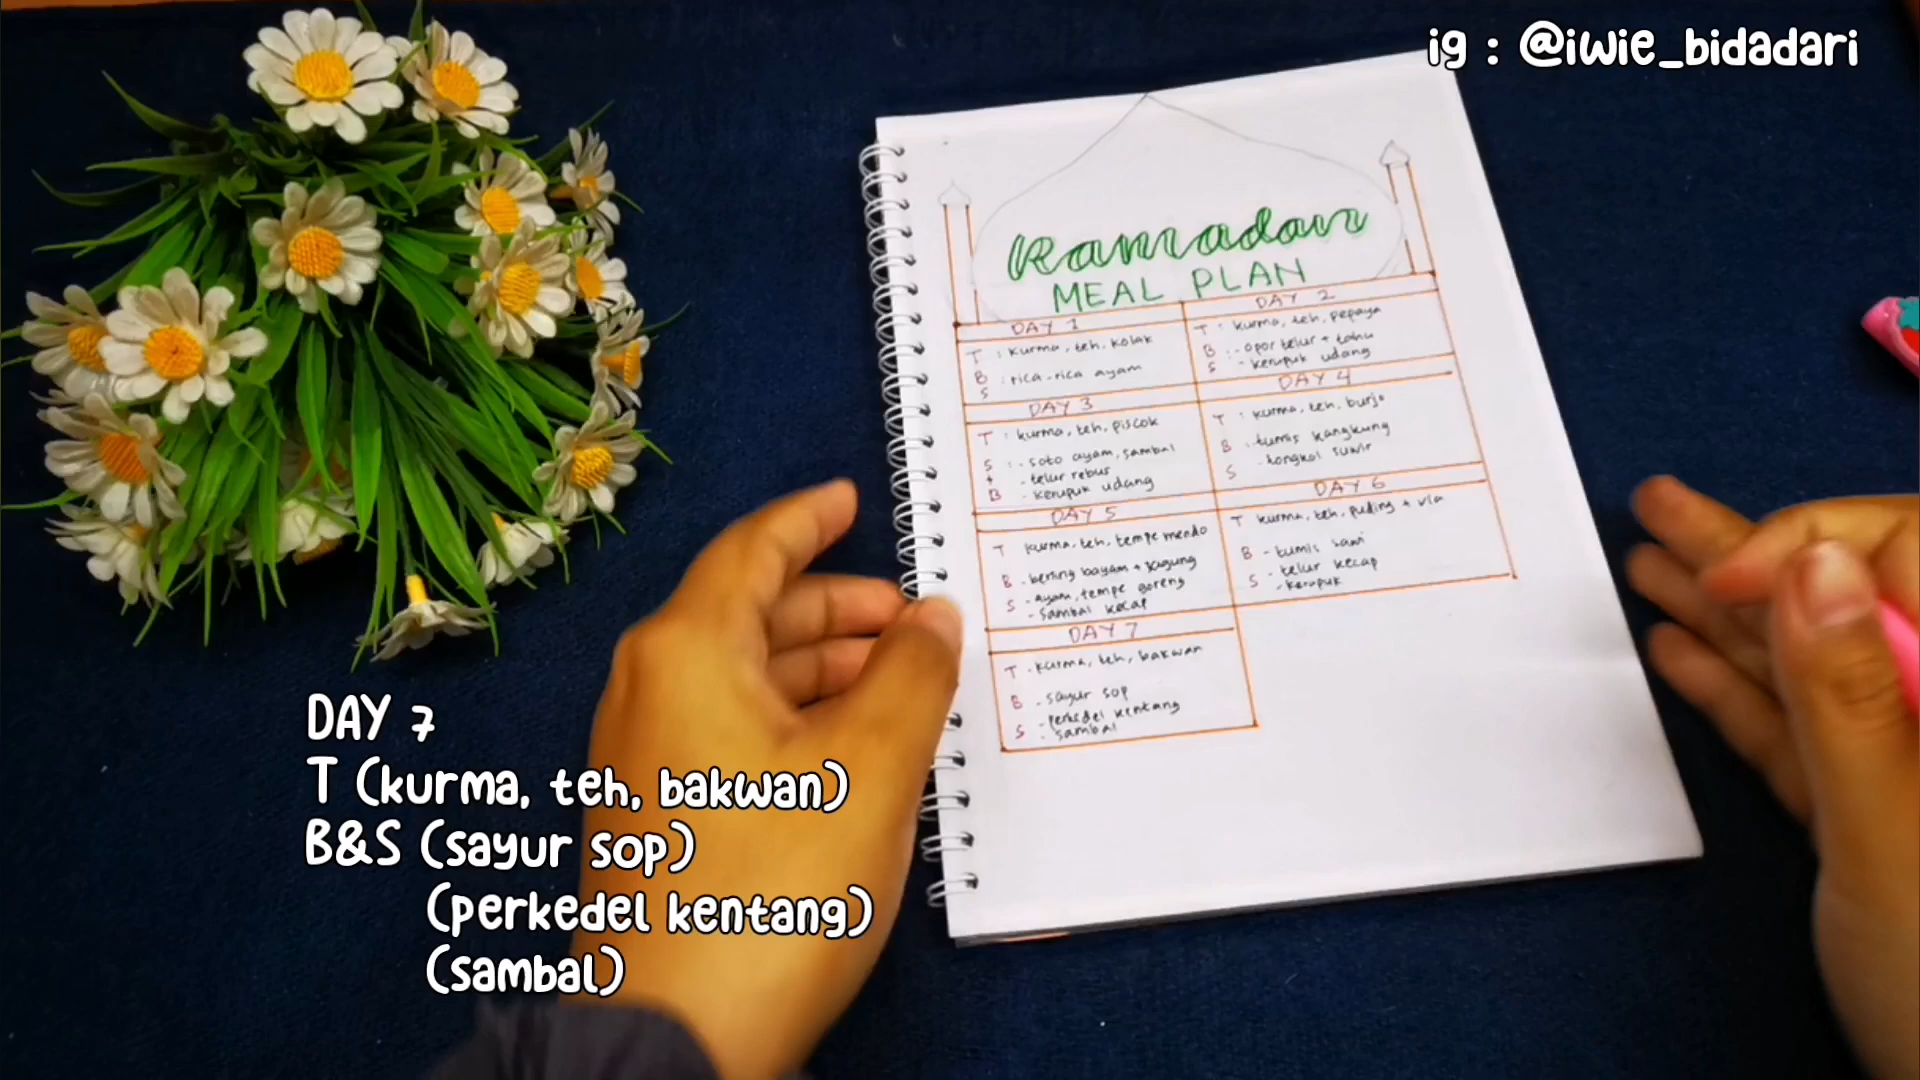 ig : @iwie_bidadari
Ramadan
MEAL PLAN
DAY 1
T : kurma, teh, kolak
B : rica-rica ayam
S
DAY 2
T : kurma, teh, pepaya
B : - opor telur + tahu
S - kerupuk udang
DAY 3
T : kurma, teh, piscok
S : - soto ayam, sambal
+ - telur rebus
B - kerupuk udang
DAY 4
T : kurma, teh, burjo
B : - tumis kangkung
S - tongkol suwir
DAY 5
T kurma, teh, tempe mendo
B - bening bayam + jagung
S - ayam, tempe goreng
- sambal kecap
DAY 6
T kurma, teh, puding + vla
B - tumis sawi
S - telur kecap
- kerupuk
DAY 7
T - kurma, teh, bakwan
B - sayur sop
S - perkedel kentang
- sambal
DAY 7
T (kurma, teh, bakwan)
B&S (sayur sop)
(perkedel kentang)
(sambal)